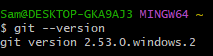 Sam@DESKTOP-GKA9AJ3 MINGW64 ~
$ git --version
git version 2.53.0.windows.2